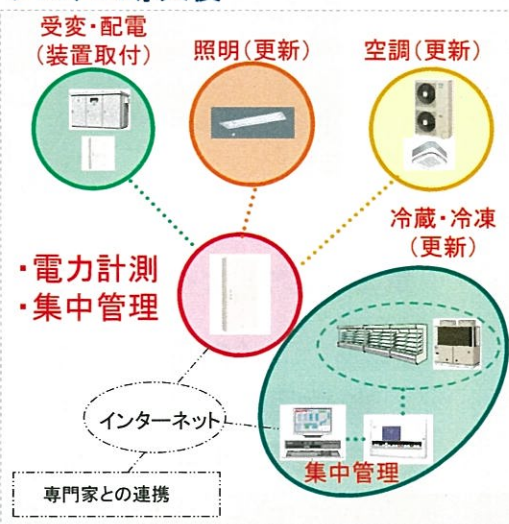 受変・配電
(装置取付)
照明(更新)
空調(更新)
冷蔵・冷凍
(更新)
・電力計測
・集中管理
インターネット
集中管理
専門家との連携